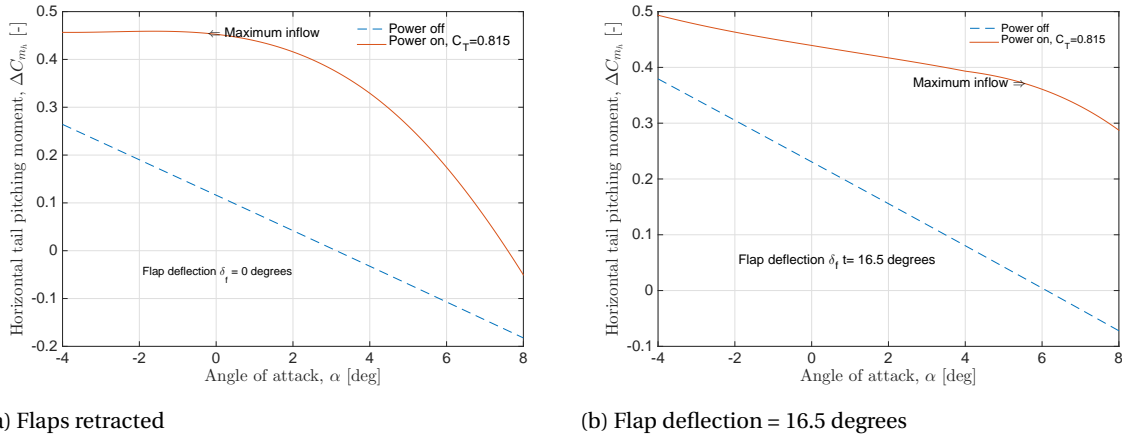 0.5
0.4
0.3
0.2
0.1
0
-0.1
-0.2
Horizontal tail pitching moment, ΔC_{m_h} [-]
← Maximum inflow
Power off
Power on, C_T=0.815
Flap deflection δ_f = 0 degrees
-4 -2 0 2 4 6 8
Angle of attack, α [deg]
) Flaps retracted
0.5
0.4
0.3
0.2
0.1
0
-0.1
Horizontal tail pitching moment, ΔC_{m_h} [-]
Power off
Power on, C_T=0.815
Maximum inflow ⇒
Flap deflection δ_f t= 16.5 degrees
-4 -2 0 2 4 6 8
Angle of attack, α [deg]
(b) Flap deflection = 16.5 degrees